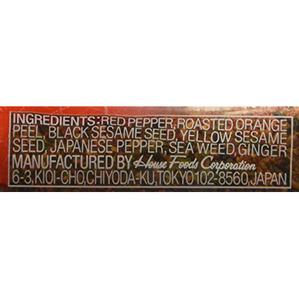 INGREDIENTS:RED PEPPER,ROASTED ORANGE
PEEL, BLACK SESAME SEED, YELLOW SESAME
SEED, JAPANESE PEPPER, SEA WEED, GINGER
MANUFACTURED BY House Foods Corporation
6-3,KIOI-CHO,CHIYODA-KU,TOKYO102-8560,JAPAN